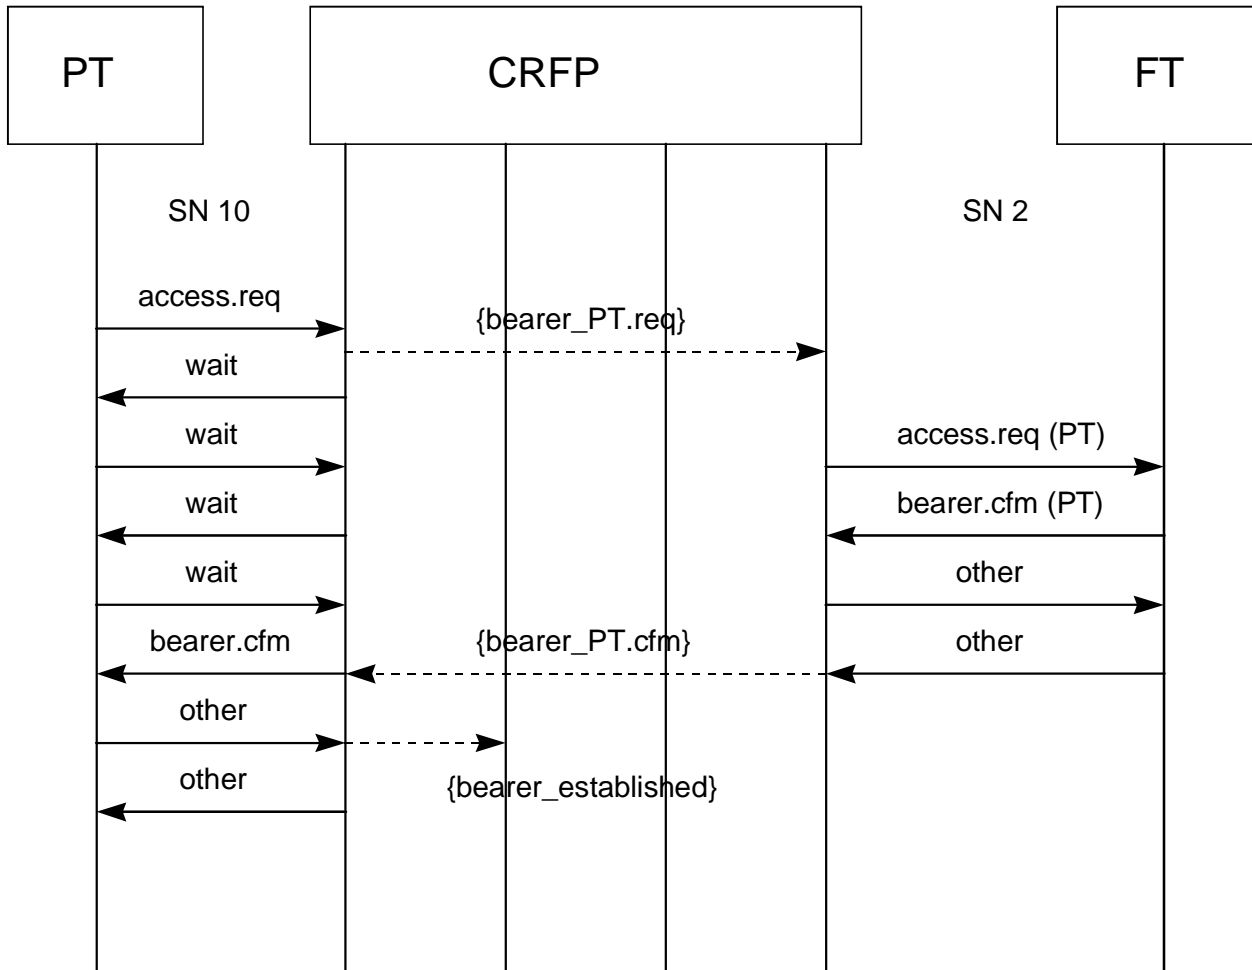 PT
CRFP
FT
SN 10
SN 2
access.req
{bearer_PT.req}
wait
wait
access.req (PT)
wait
bearer.cfm (PT)
wait
other
bearer.cfm
{bearer_PT.cfm}
other
other
other
{bearer_established}